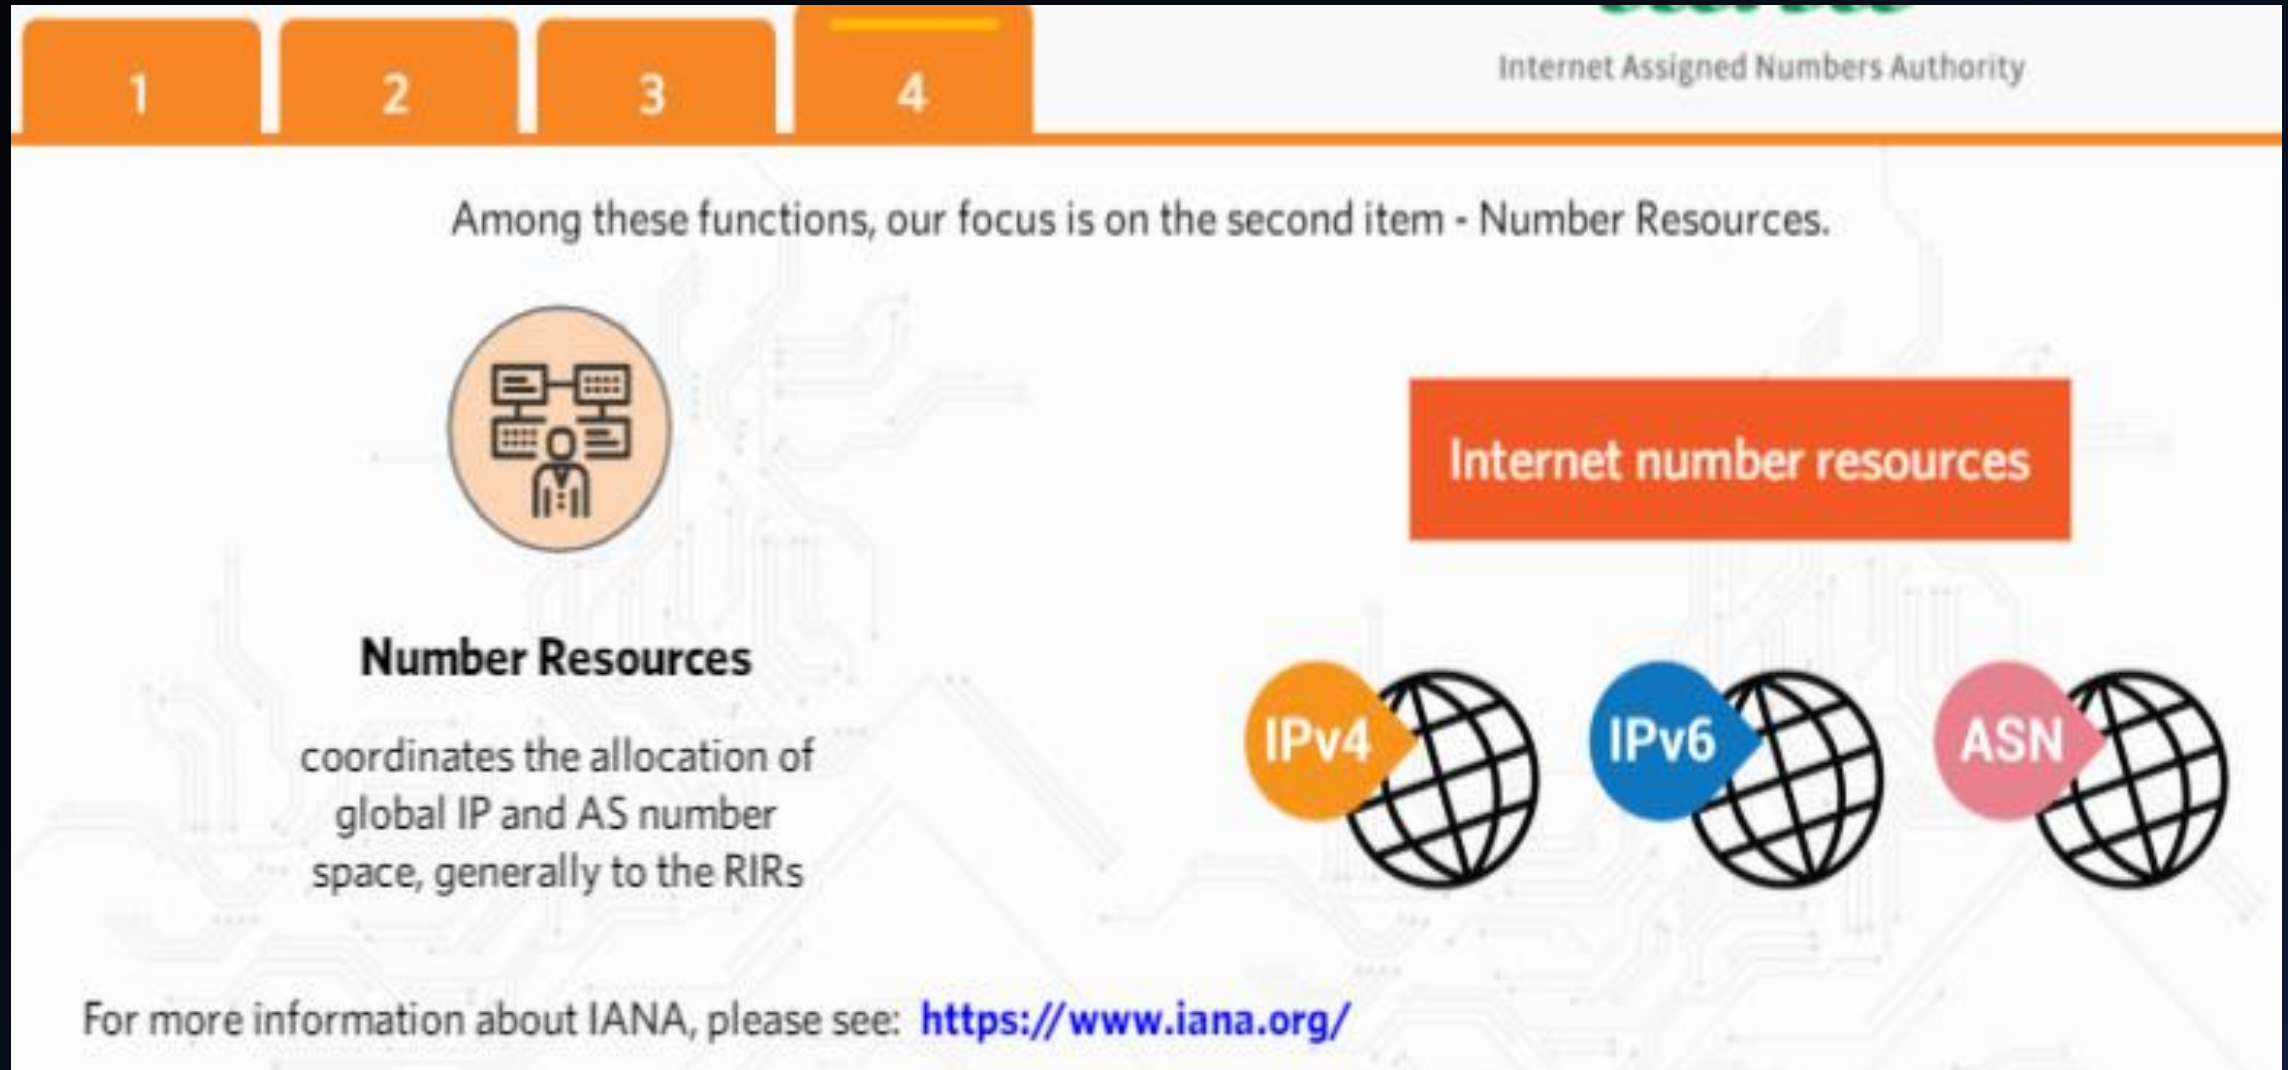 Internet Assigned Numbers Authority
1 2 3 4
Among these functions, our focus is on the second item - Number Resources.
Internet number resources
Number Resources
coordinates the allocation of
global IP and AS number
space, generally to the RIRs
IPv4 IPv6 ASN
For more information about IANA, please see: https://www.iana.org/